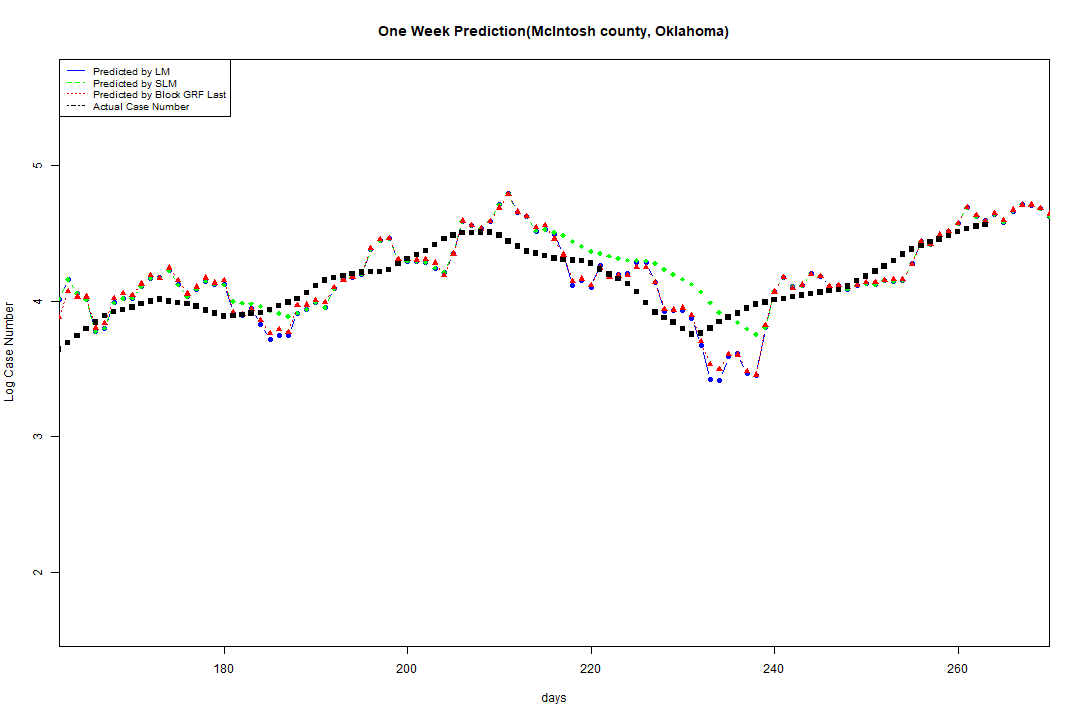 One Week Prediction(McIntosh county, Oklahoma)
Predicted by LM
Predicted by SLM
Predicted by Block GRF Last
Actual Case Number
5
4
3
2
Log Case Number
180 200 220 240 260
days